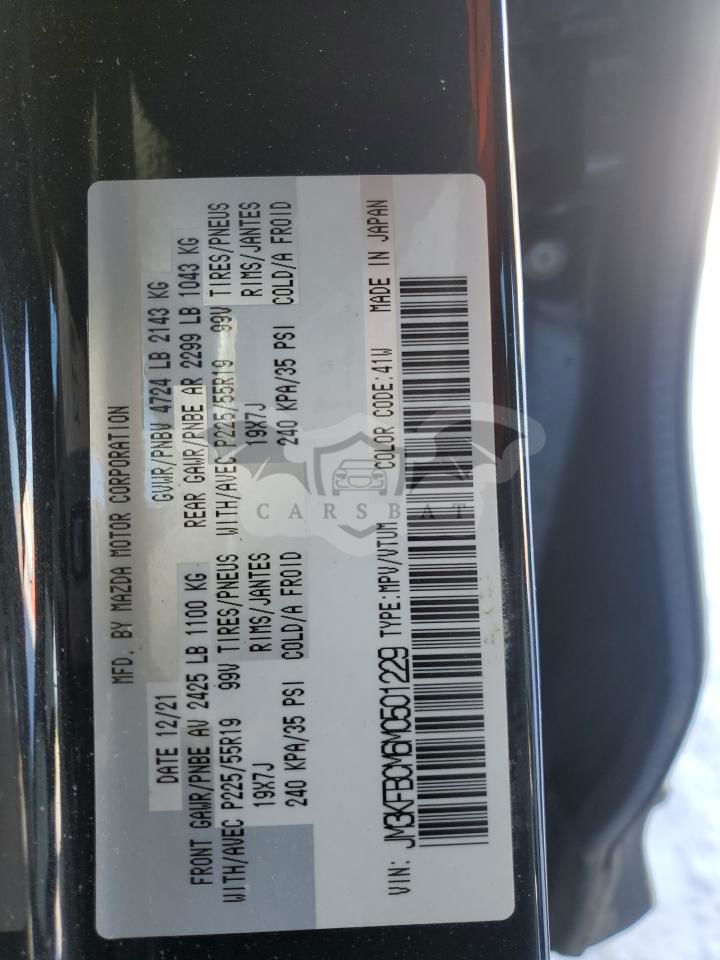 MFD. BY MAZDA MOTOR CORPORATION
DATE 12/21 GVWR/PNBV 4724 LB 2143 KG
FRONT GAWR/PNBE AV 2425 LB 1100 KG REAR GAWR/PNBE AR 2299 LB 1043 KG
WITH/AVEC P225/55R19 99V TIRES/PNEUS WITH/AVEC P225/55R19 99V TIRES/PNEUS
19X7J RIMS/JANTES 19X7J RIMS/JANTES
240 KPA/35 PSI COLD/A FROID 240 KPA/35 PSI COLD/A FROID
CARSBAT
VIN: JM3KFBCM6M0501229 TYPE:MPV/VTUM COLOR CODE:41W MADE IN JAPAN